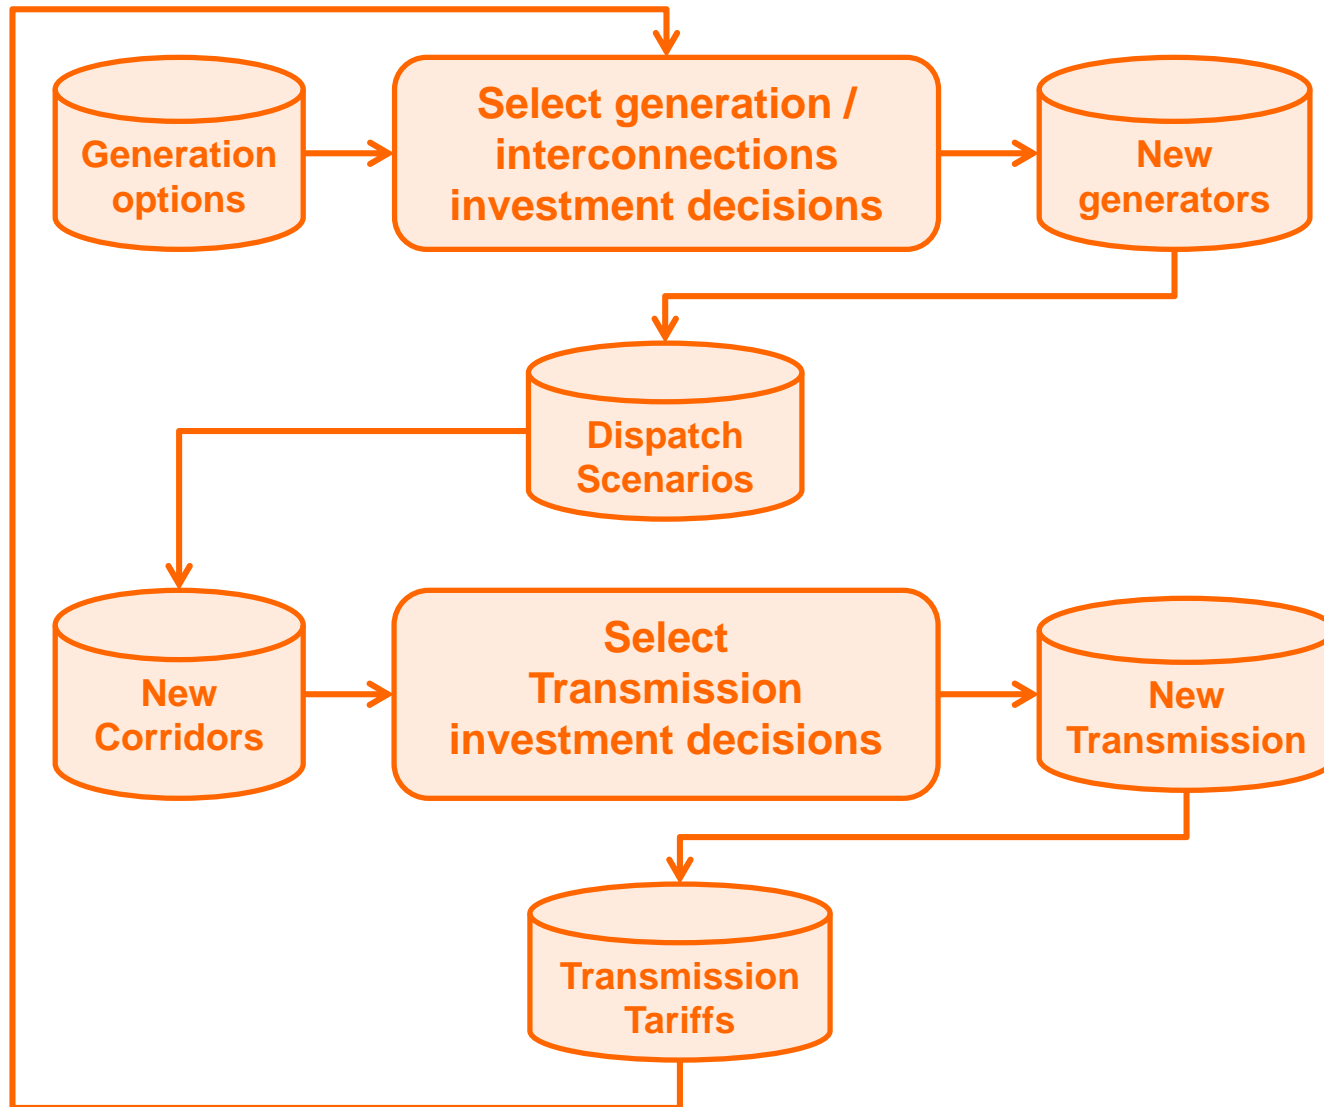 Select generation /
interconnections
investment decisions
Generation
options
New
generators
Dispatch
Scenarios
New
Corridors
Select
Transmission
investment decisions
New
Transmission
Transmission
Tariffs